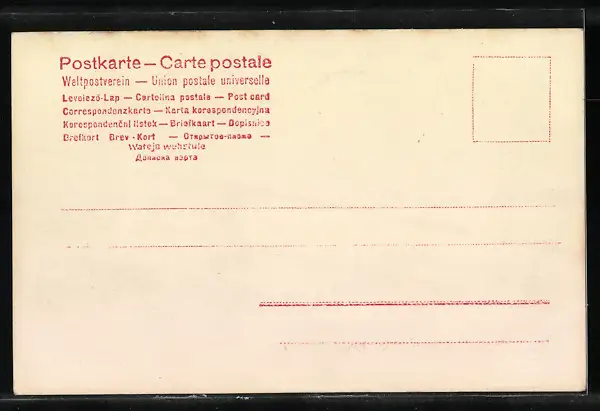 Postkarte — Carte postale
Weltpostverein — Union postale universelle
Levelező-Lap — Cartolina postale — Post card
Correspondenzkarte — Karta korespondencyjna
Korespondenční lístek — Briefkaart — Dopisnice
Brefkort Brev-Kort — Открытое-письмо —
Дописна карта